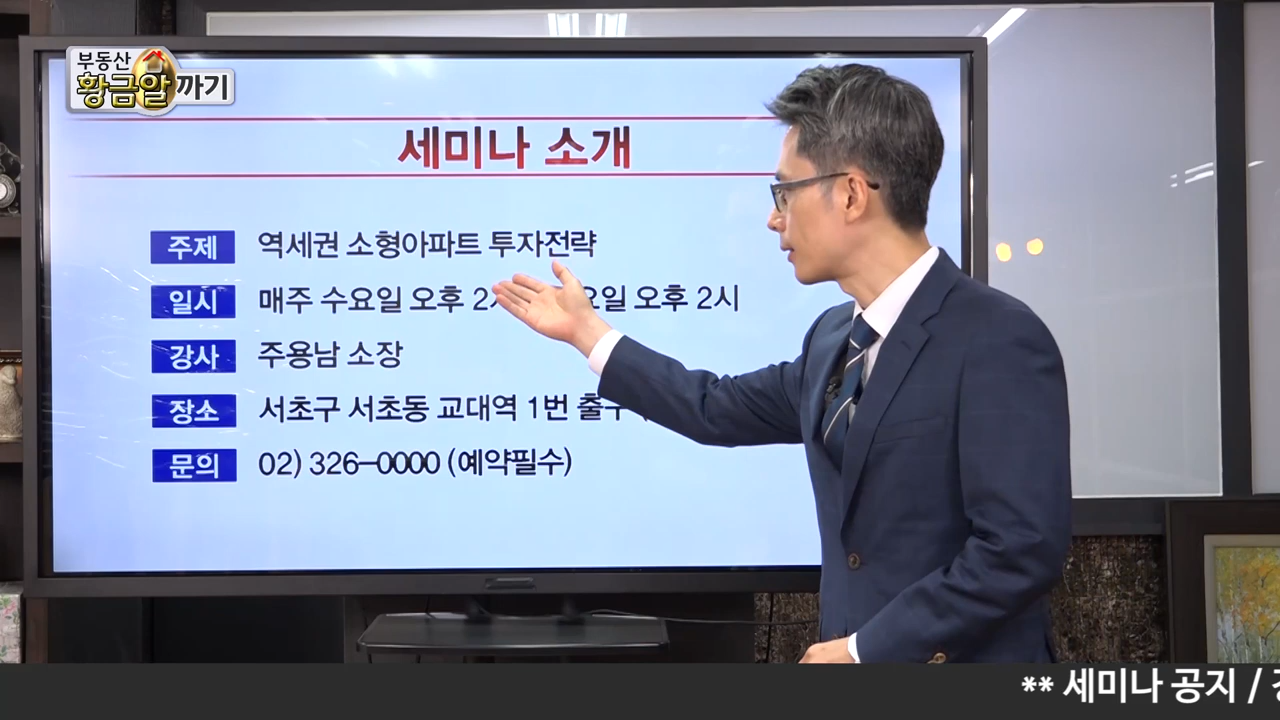 부동산
황금알까기
세미나 소개
주제 역세권 소형아파트 투자전략
일시 매주 수요일 오후 2 요일 오후 2시
강사 주용남 소장
장소 서초구 서초동 교대역 1번 출구
문의 02) 326-0000 (예약필수)
** 세미나 공지 /